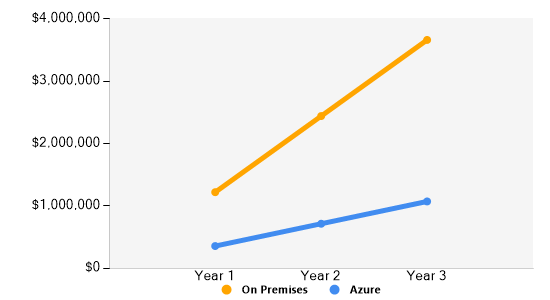 $4,000,000
$3,000,000
$2,000,000
$1,000,000
$0
Year 1 Year 2 Year 3
On Premises Azure